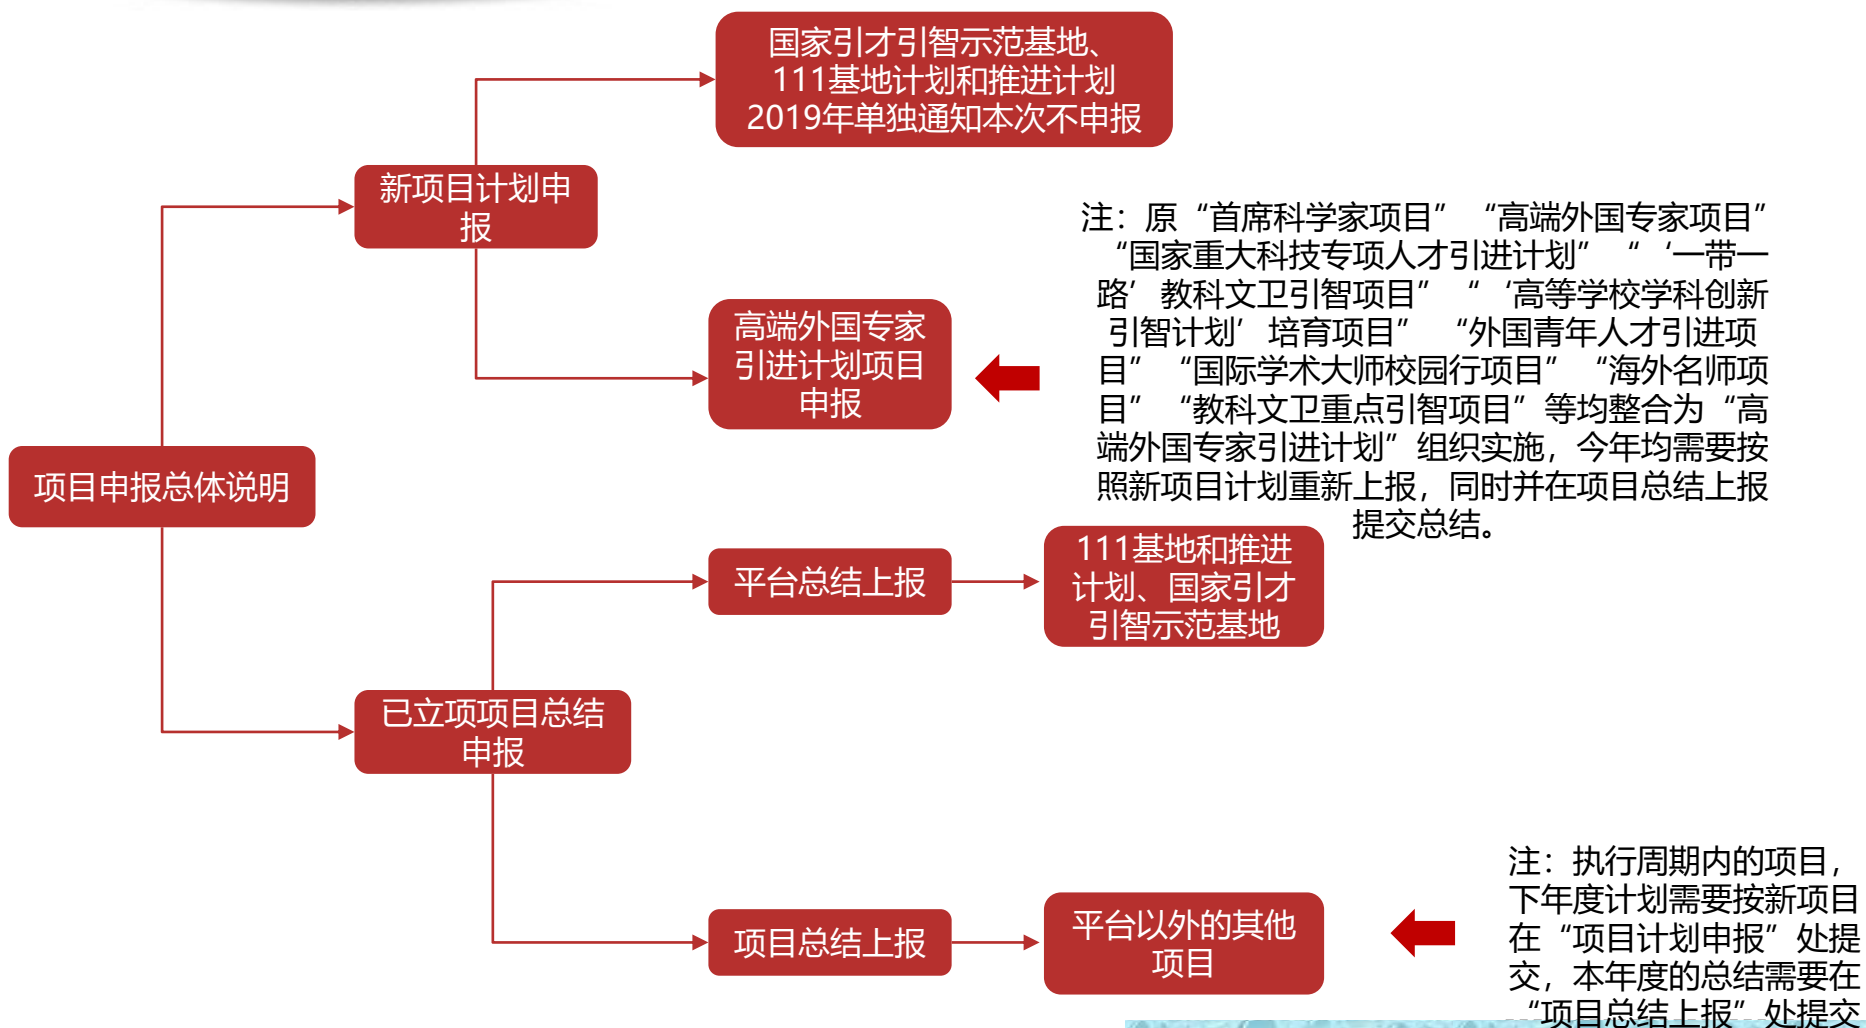 国家引才引智示范基地、
111基地计划和推进计划
2019年单独通知本次不申报
新项目计划申
报
注：原“首席科学家项目”“高端外国专家项目”
“国家重大科技专项人才引进计划”“‘一带一
路’教科文卫引智项目”“‘高等学校学科创新
引智计划’培育项目”“外国青年人才引进项
目”“国际学术大师校园行项目”“海外名师项
目”“教科文卫重点引智项目”等均整合为“高
端外国专家引进计划”组织实施，今年均需要按
照新项目计划重新上报，同时并在项目总结上报
提交总结。
高端外国专家
引进计划项目
申报
项目申报总体说明
平台总结上报
111基地和推进
计划、国家引才
引智示范基地
已立项项目总结
申报
项目总结上报
平台以外的其他
项目
注：执行周期内的项目，
下年度计划需要按新项目
在“项目计划申报”处提
交，本年度的总结需要在
“项目总结上报”处提交